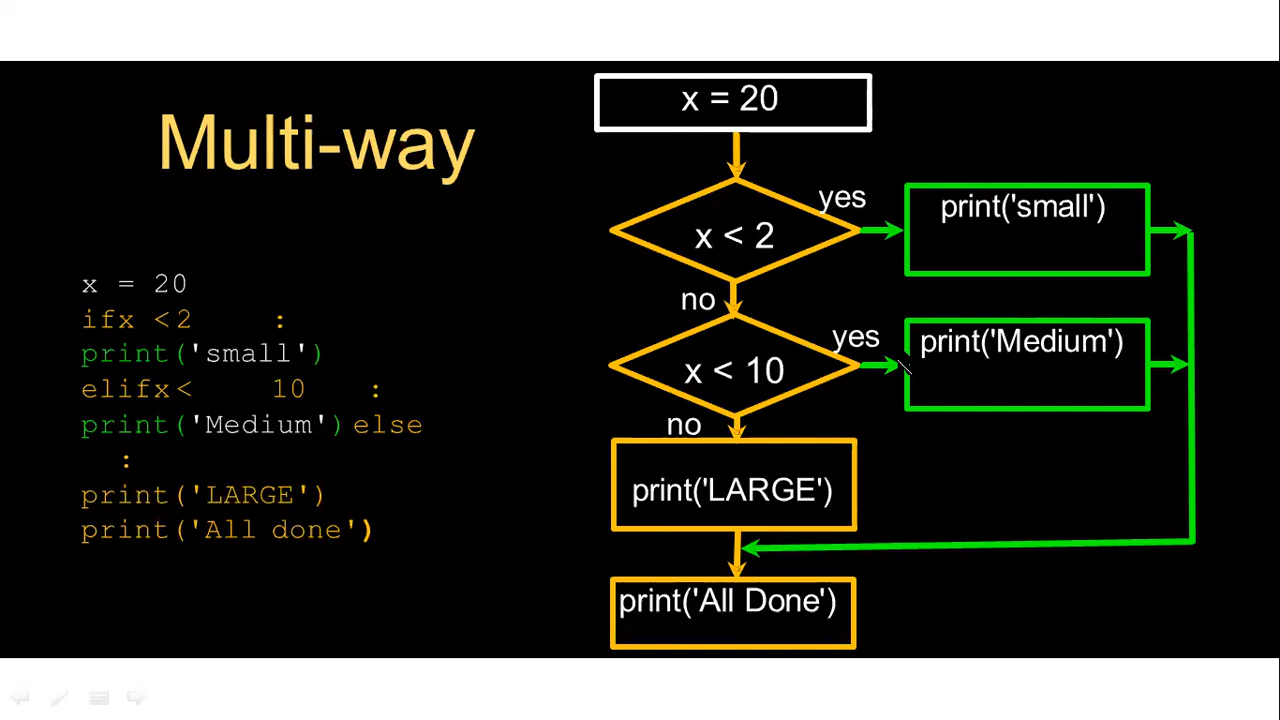 Multi-way
x = 20
ifx <2 :
print('small')
elifx< 10 :
print('Medium')else
:
print('LARGE')
print('All done')
x = 20
x < 2
yes
print('small')
no
x < 10
yes
print('Medium')
no
print('LARGE')
print('All Done')